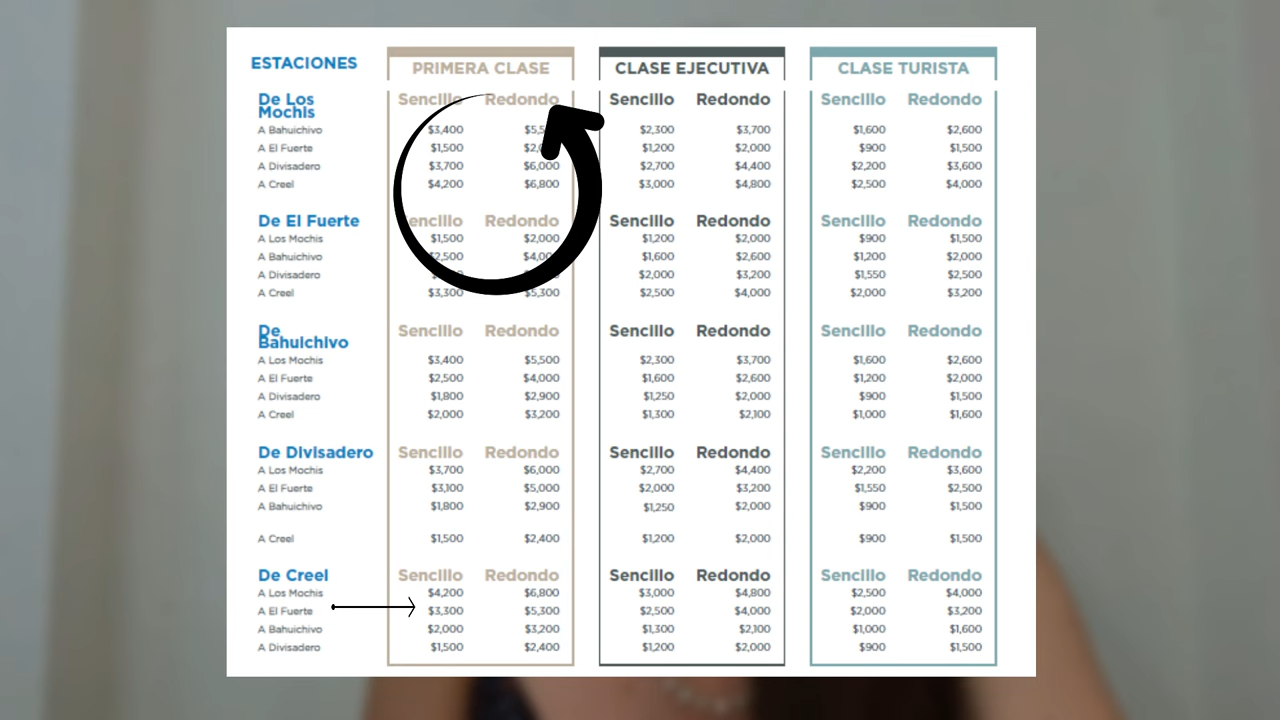 ESTACIONES PRIMERA CLASE CLASE EJECUTIVA CLASE TURISTA
De Los Mochis Sencillo Redondo Sencillo Redondo Sencillo Redondo
A Bahuichivo $3,400 $2,300 $3,700 $1,600 $2,600
A El Fuerte $1,500 $1,200 $2,000 $900 $1,500
A Divisadero $3,700 $6,000 $2,700 $4,400 $2,200 $3,600
A Creel $4,200 $6,800 $3,000 $4,800 $2,500 $4,000
De El Fuerte Sencillo Redondo Sencillo Redondo Sencillo Redondo
A Los Mochis $1,500 $2,000 $1,200 $2,000 $900 $1,500
A Bahuichivo $2,500 $1,600 $2,600 $1,200 $2,000
A Divisadero $2,000 $3,200 $1,550 $2,500
A Creel $3,300 $5,300 $2,500 $4,000 $2,000 $3,200
De Bahuichivo Sencillo Redondo Sencillo Redondo Sencillo Redondo
A Los Mochis $3,400 $5,500 $2,300 $3,700 $1,600 $2,600
A El Fuerte $2,500 $4,000 $1,600 $2,600 $1,200 $2,000
A Divisadero $1,800 $2,900 $1,250 $2,000 $900 $1,500
A Creel $2,000 $3,200 $1,300 $2,100 $1,000 $1,600
De Divisadero Sencillo Redondo Sencillo Redondo Sencillo Redondo
A Los Mochis $3,700 $6,000 $2,700 $4,400 $2,200 $3,600
A El Fuerte $3,100 $5,000 $2,000 $3,200 $1,550 $2,500
A Bahuichivo $1,800 $2,900 $1,250 $2,000 $900 $1,500
A Creel $1,500 $2,400 $1,200 $2,000 $900 $1,500
De Creel Sencillo Redondo Sencillo Redondo Sencillo Redondo
A Los Mochis $4,200 $6,800 $3,000 $4,800 $2,500 $4,000
A El Fuerte $3,300 $5,300 $2,500 $4,000 $2,000 $3,200
A Bahuichivo $2,000 $3,200 $1,300 $2,100 $1,000 $1,600
A Divisadero $1,500 $2,400 $1,200 $2,000 $900 $1,500